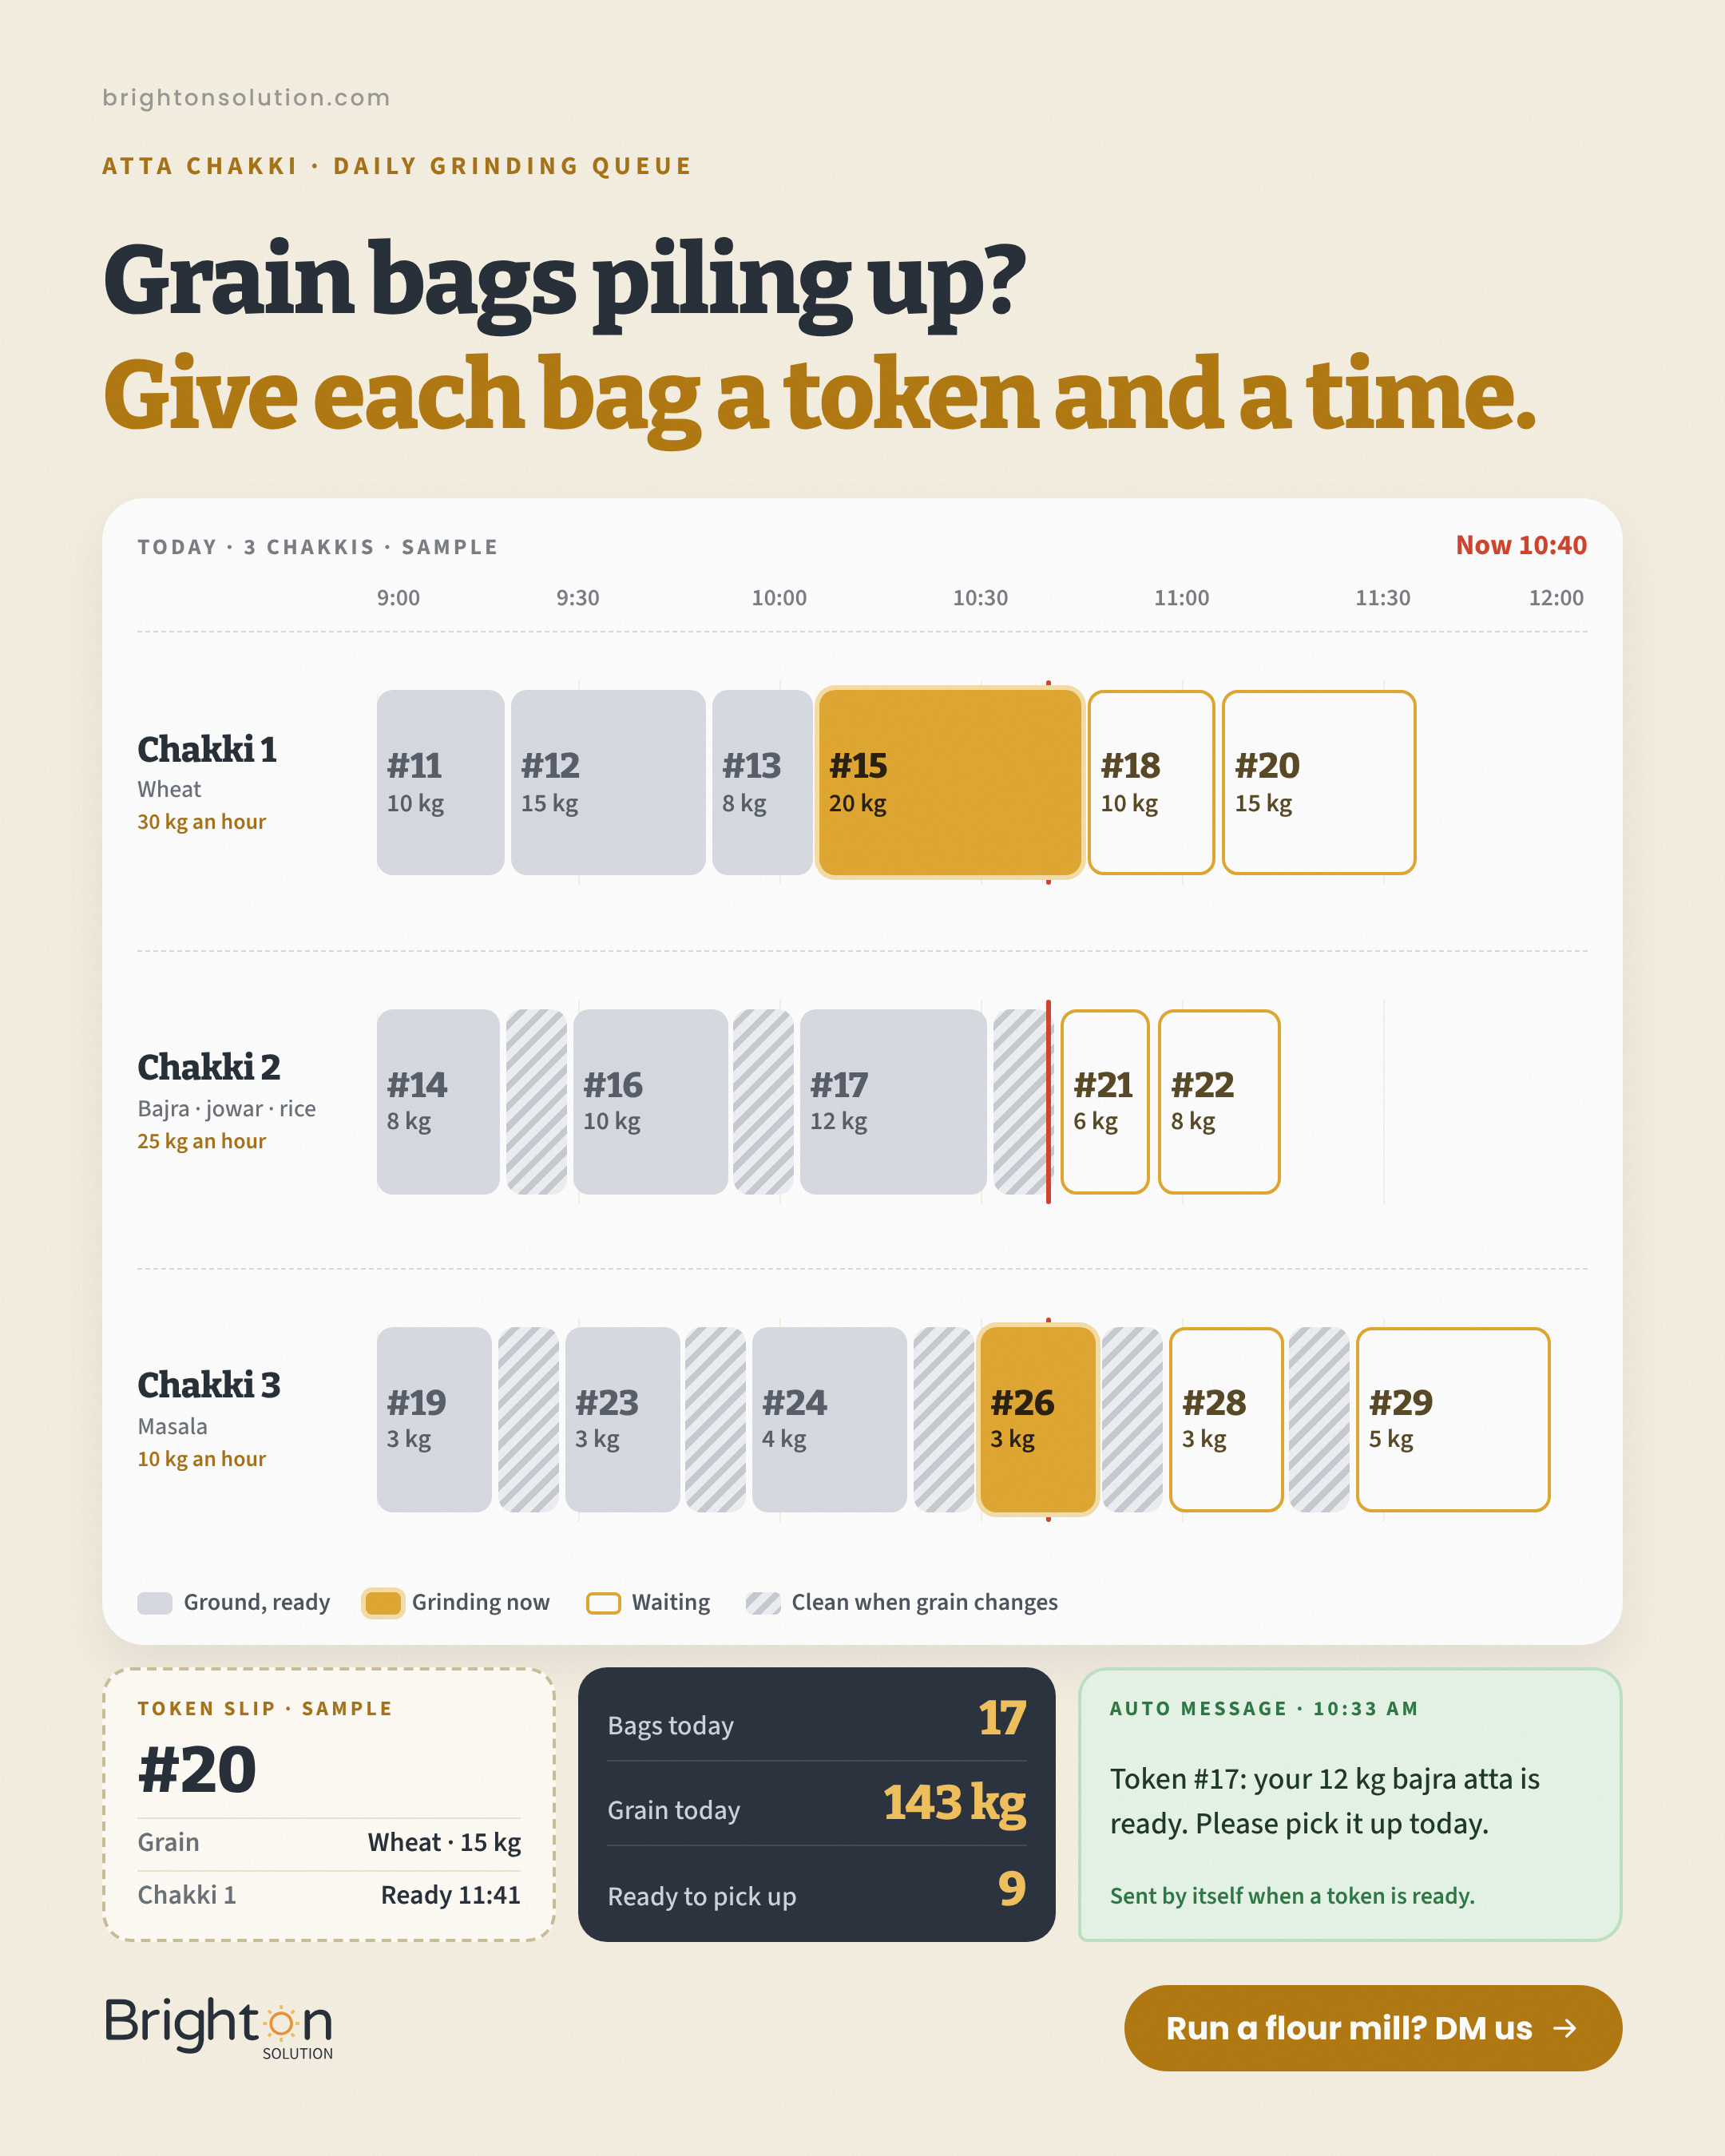 brightonsolution.com
ATTA CHAKKI · DAILY GRINDING QUEUE
Grain bags piling up?
Give each bag a token and a time.
TODAY · 3 CHAKKIS · SAMPLE
Now 10:40
9:00 9:30 10:00 10:30 11:00 11:30 12:00
Chakki 1
Wheat
30 kg an hour
#11
10 kg
#12
15 kg
#13
8 kg
#15
20 kg
#18
10 kg
#20
15 kg
Chakki 2
Bajra · jowar · rice
25 kg an hour
#14
8 kg
#16
10 kg
#17
12 kg
#21
6 kg
#22
8 kg
Chakki 3
Masala
10 kg an hour
#19
3 kg
#23
3 kg
#24
4 kg
#26
3 kg
#28
3 kg
#29
5 kg
Ground, ready
Grinding now
Waiting
Clean when grain changes
TOKEN SLIP · SAMPLE
#20
Grain Wheat · 15 kg
Chakki 1 Ready 11:41
Bags today 17
Grain today 143 kg
Ready to pick up 9
AUTO MESSAGE · 10:33 AM
Token #17: your 12 kg bajra atta is
ready. Please pick it up today.
Sent by itself when a token is ready.
Brighton
SOLUTION
Run a flour mill? DM us →